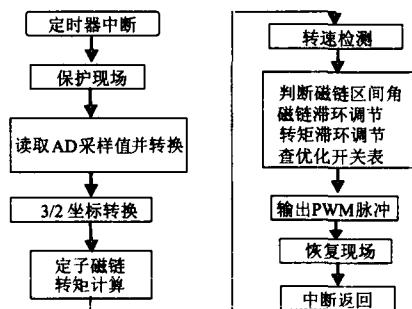 定时器中断
保护现场
读取AD采样值并转换
3/2坐标转换
定子磁链
转矩计算
转速检测
判断磁链区间角
磁链滞环调节
转矩滞环调节
查优化开关表
输出PWM脉冲
恢复现场
中断返回